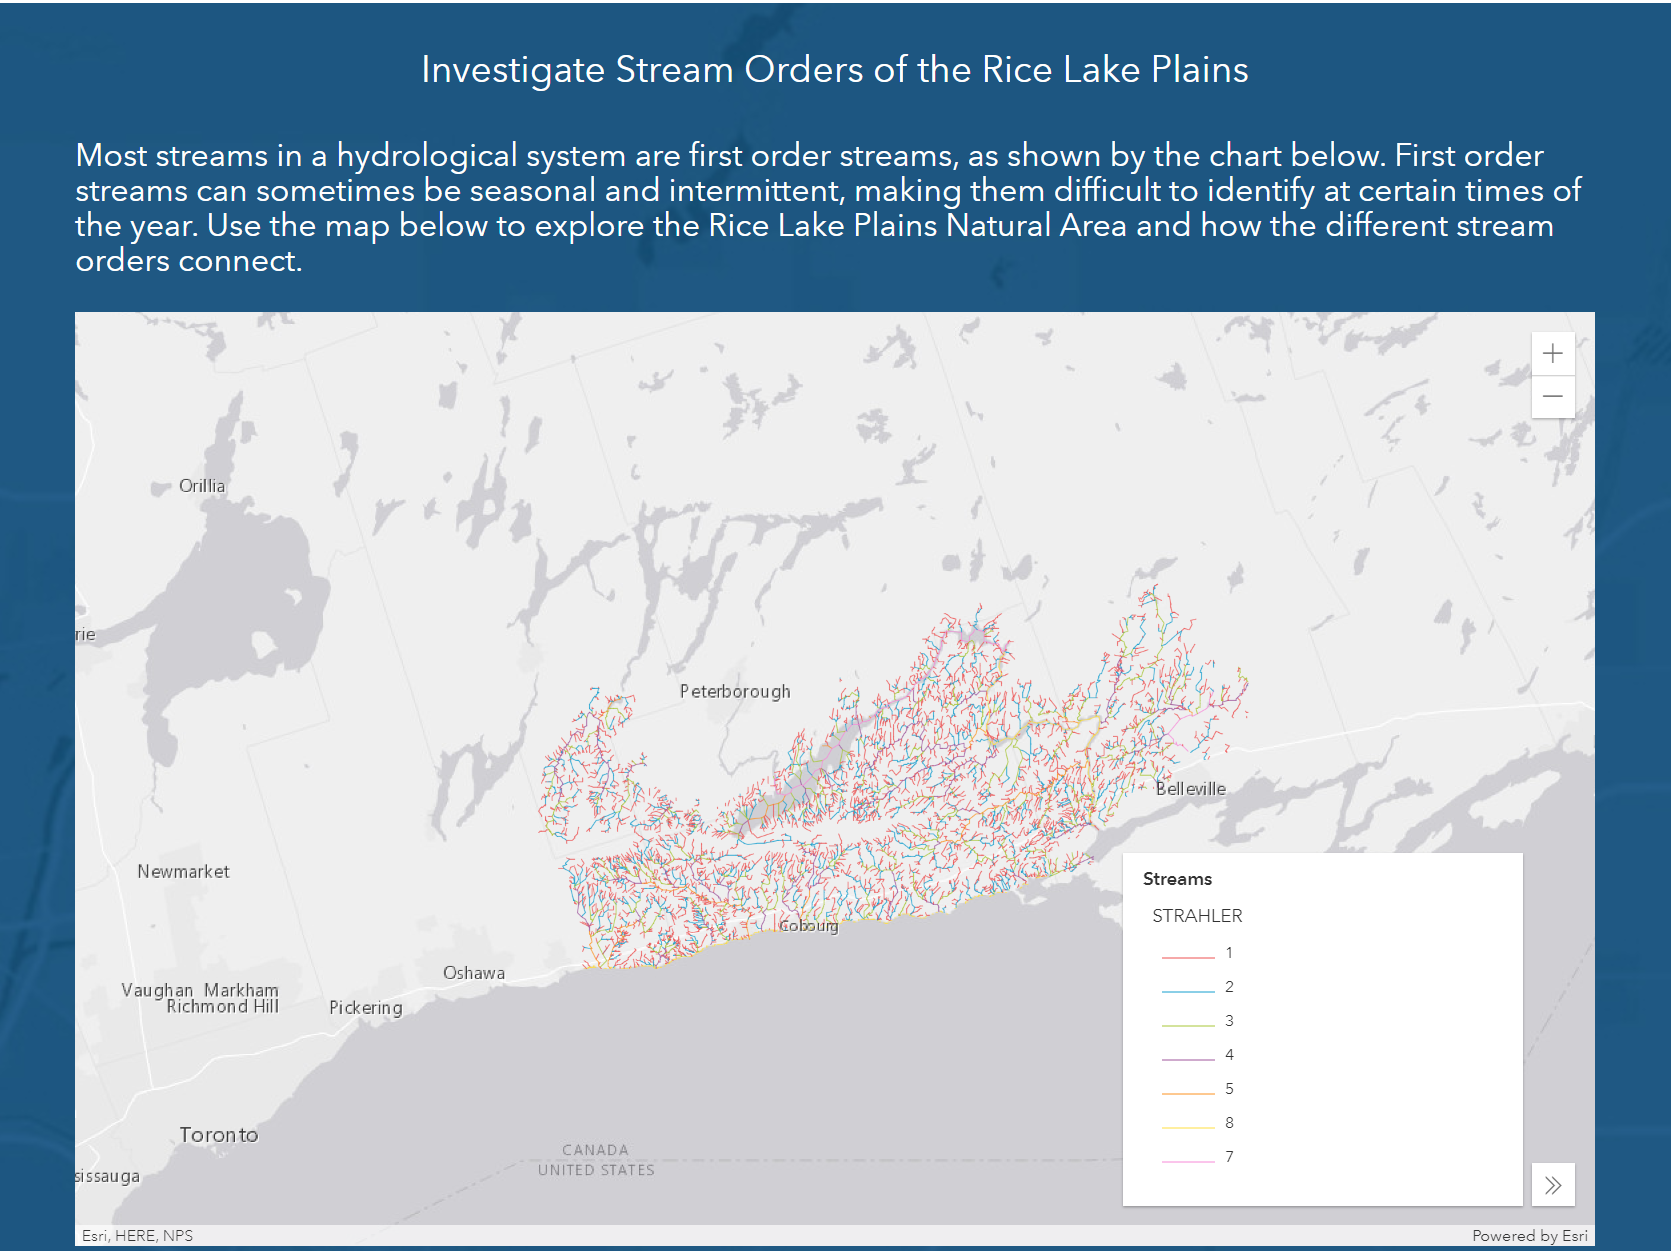 Investigate Stream Orders of the Rice Lake Plains
Most streams in a hydrological system are first order streams, as shown by the chart below. First order
streams can sometimes be seasonal and intermittent, making them difficult to identify at certain times of
the year. Use the map below to explore the Rice Lake Plains Natural Area and how the different stream
orders connect.
+
−
Orillia
rie
Peterborough
Belleville
Newmarket
Cobourg
Oshawa
Vaughan Markham
Richmond Hill
Pickering
Toronto
sissauga
CANADA
UNITED STATES
Streams
STRAHLER
1
2
3
4
5
8
7
Esri, HERE, NPS
Powered by Esri